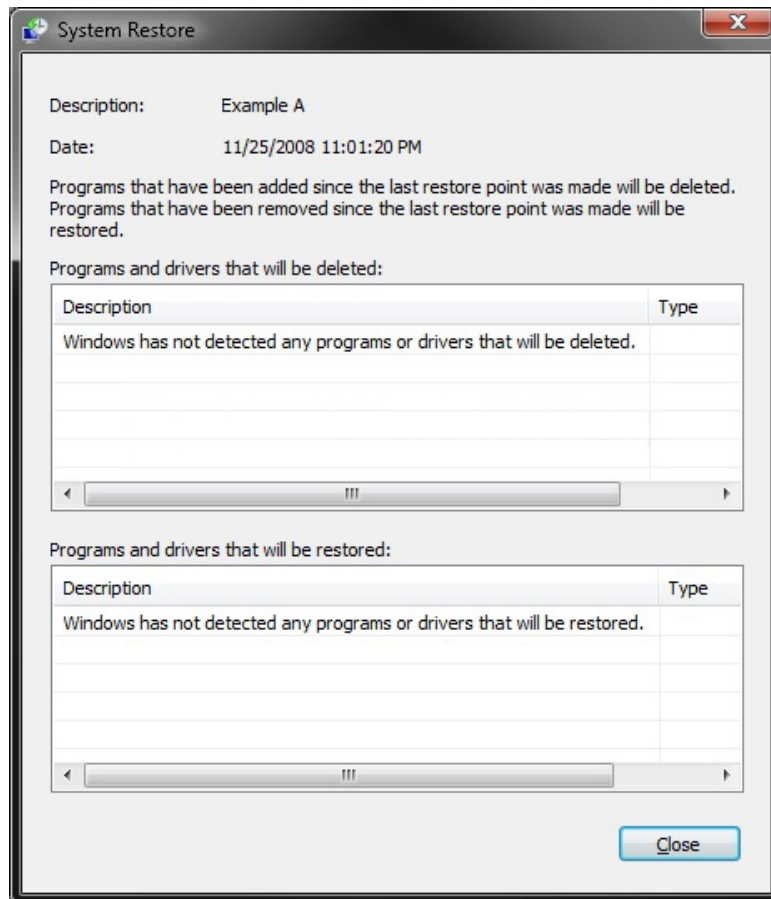 System Restore
Description: Example A
Date: 11/25/2008 11:01:20 PM
Programs that have been added since the last restore point was made will be deleted.
Programs that have been removed since the last restore point was made will be
restored.
Programs and drivers that will be deleted:
Description Type
Windows has not detected any programs or drivers that will be deleted.
Programs and drivers that will be restored:
Description Type
Windows has not detected any programs or drivers that will be restored.
Close